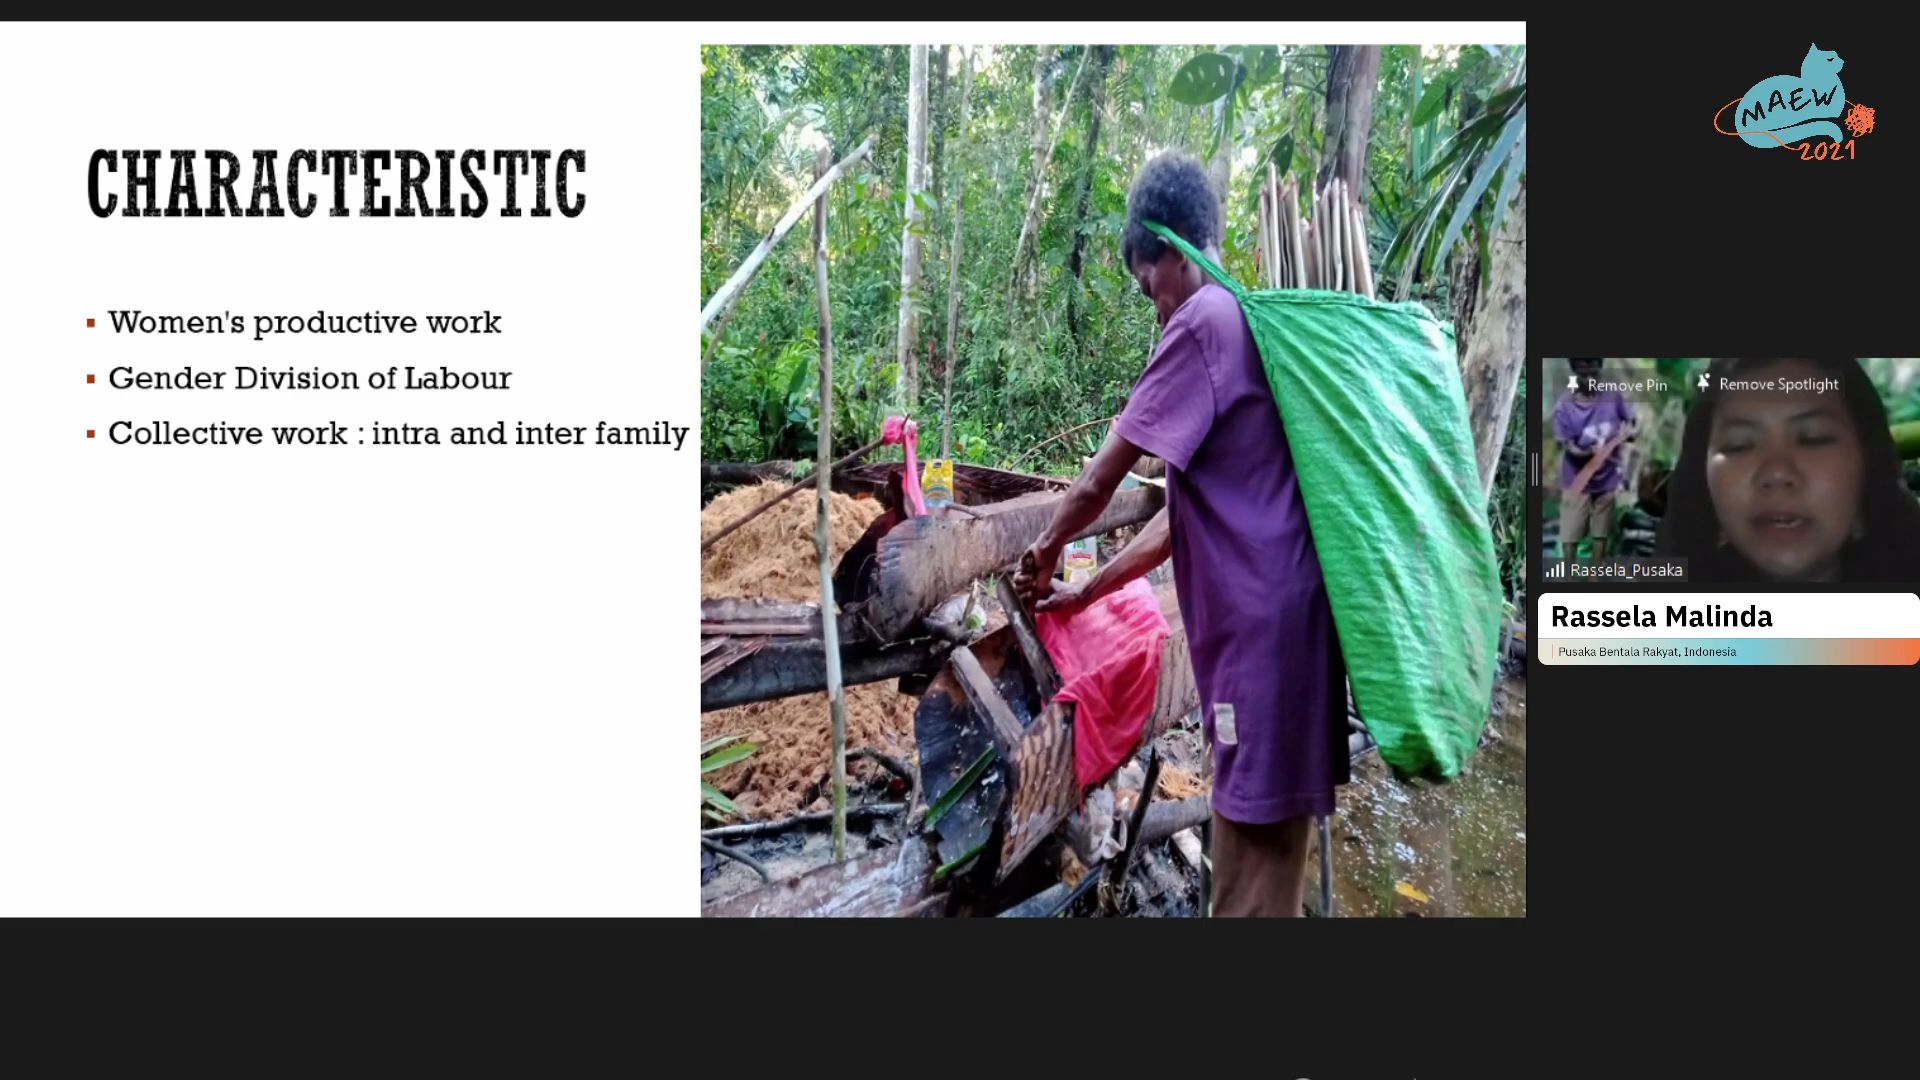 CHARACTERISTIC
Women's productive work
Gender Division of Labour
Collective work : intra and inter family
MAEW
2021
Remove Pin
Remove Spotlight
Rassela_Pusaka
Rassela Malinda
Pusaka Bentala Rakyat, Indonesia